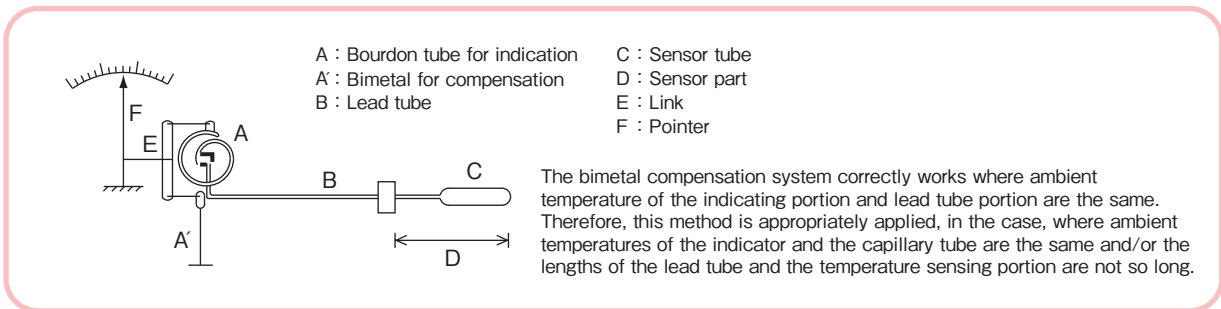 A : Bourdon tube for indication
A′ : Bimetal for compensation
B : Lead tube
C : Sensor tube
D : Sensor part
E : Link
F : Pointer
F
E
A
B
C
A′
D
The bimetal compensation system correctly works where ambient
temperature of the indicating portion and lead tube portion are the same.
Therefore, this method is appropriately applied, in the case, where ambient
temperatures of the indicator and the capillary tube are the same and/or the
lengths of the lead tube and the temperature sensing portion are not so long.